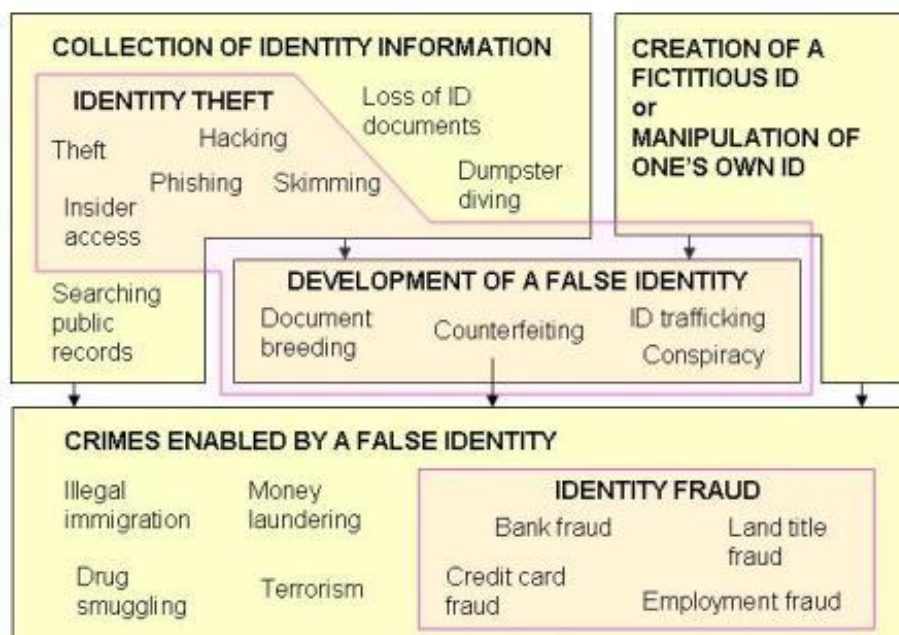 COLLECTION OF IDENTITY INFORMATION
IDENTITY THEFT
Theft
Hacking
Phishing
Skimming
Insider
access
Loss of ID
documents
Dumpster
diving
Searching
public
records
CREATION OF A
FICTITIOUS ID
or
MANIPULATION OF
ONE'S OWN ID
DEVELOPMENT OF A FALSE IDENTITY
Document
breeding
Counterfeiting
ID trafficking
Conspiracy
CRIMES ENABLED BY A FALSE IDENTITY
Illegal
immigration
Money
laundering
Drug
smuggling
Terrorism
IDENTITY FRAUD
Bank fraud
Land title
fraud
Credit card
fraud
Employment fraud